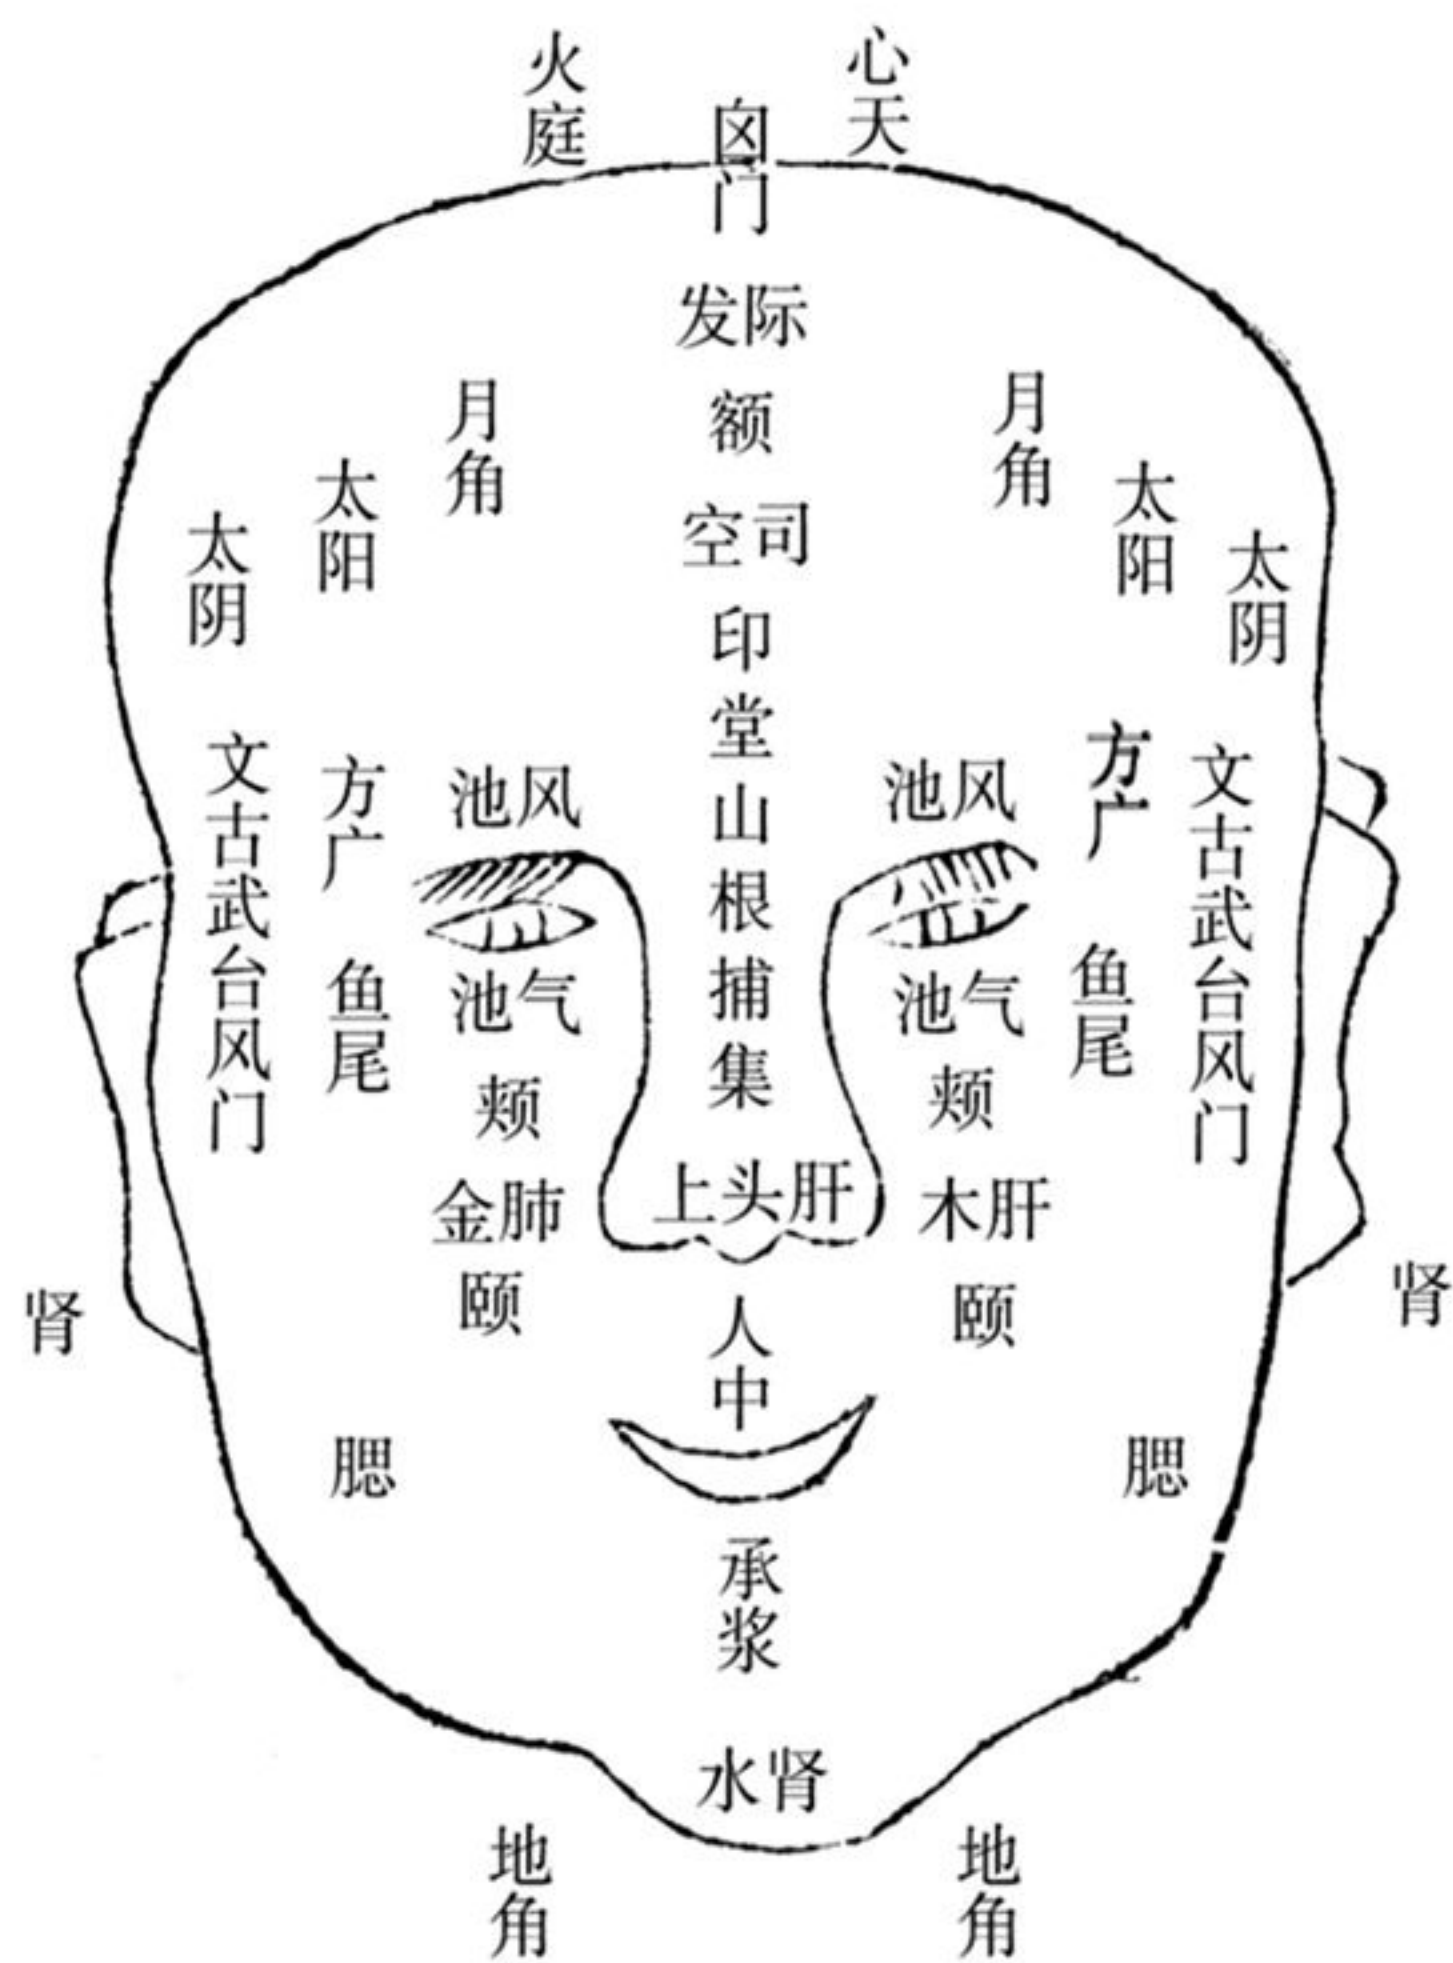 火庭
囟门
心天
发际
额
空司
印堂山根捕集
月角
月角
太阳
太阳
太阴
太阴
文古武台风门
方广
池风
池风
方广
文古武台风门
鱼尾
池气
池气
鱼尾
颊
颊
金肺
上头肝
木肝
颐
人中
颐
肾
肾
腮
腮
承浆
水肾
地角
地角